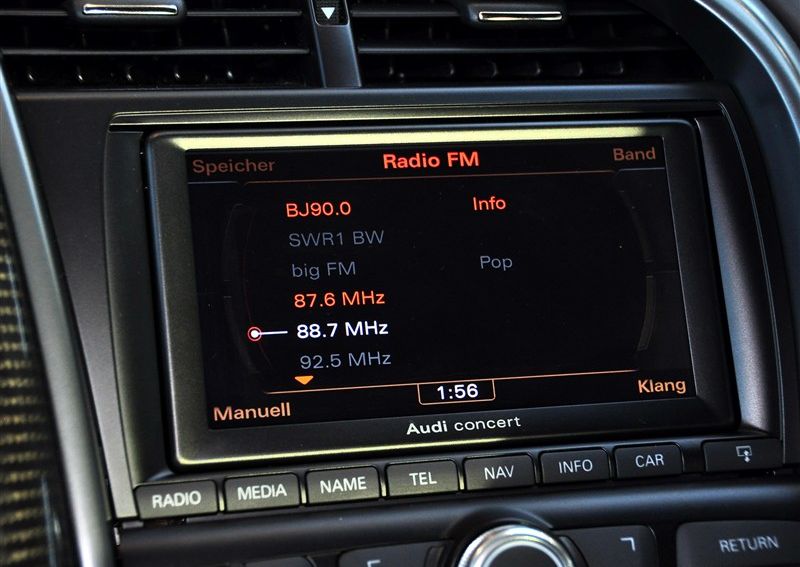 Speicher Radio FM Band
BJ90.0 Info
SWR1 BW
big FM Pop
87.6 MHz
88.7 MHz
92.5 MHz
Manuell 1:56 Klang
Audi concert
RADIO MEDIA NAME TEL NAV INFO CAR
RETURN